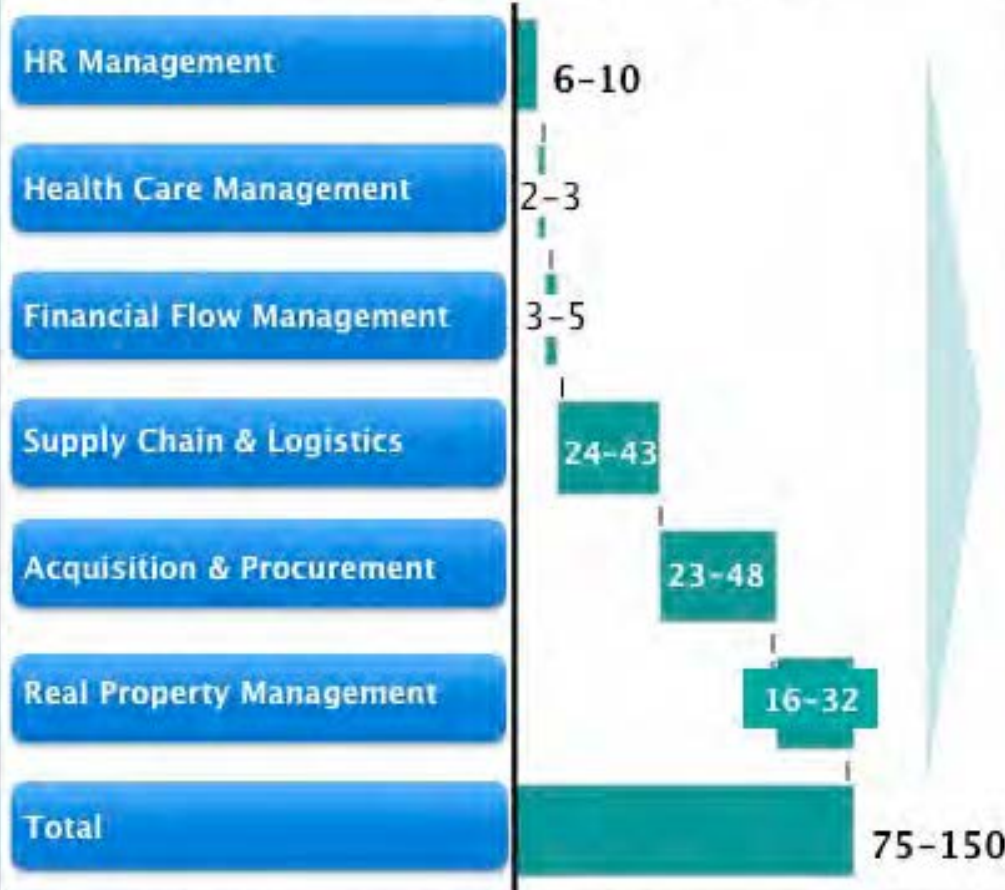 HR Management
6-10
Health Care Management
2-3
Financial Flow Management
3-5
Supply Chain & Logistics
24-43
Acquisition & Procurement
23-48
Real Property Management
16-32
Total
75-150